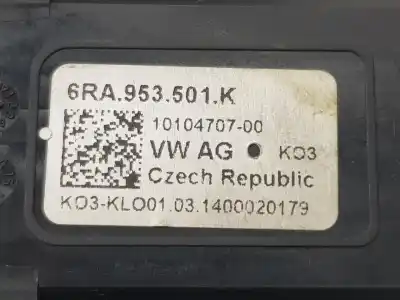 6RA.953.501.K
10104707-00
VW AG ● KO3
Czech Republic
KO3-KLO01.03.1400020179